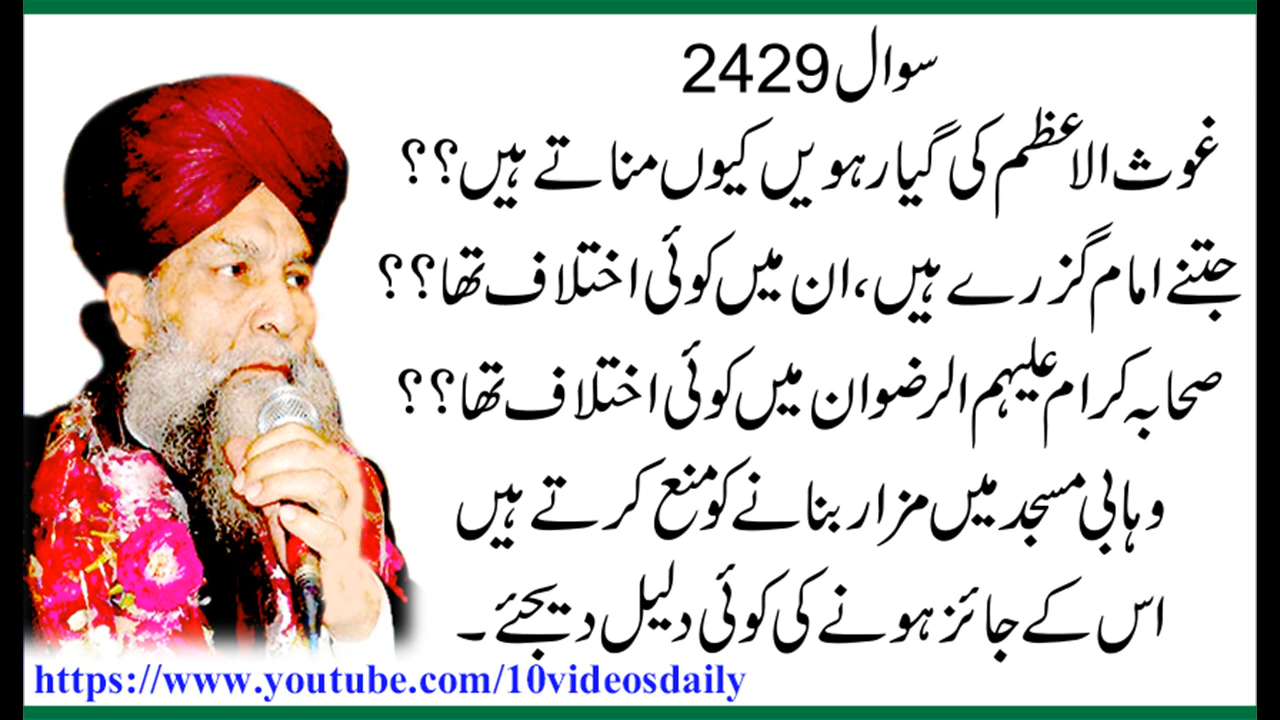 سوال 2429
غوث الاعظم کی گیارہویں کیوں مناتے ہیں؟؟
جتنے امام گزرے ہیں، ان میں کوئی اختلاف تھا؟؟
صحابہ کرام علیہم الرضوان میں کوئی اختلاف تھا؟؟
وہابی مسجد میں مزار بنانے کو منع کرتے ہیں
اس کے جائز ہونے کی کوئی دلیل دیجئے۔
https://www.youtube.com/10videosdaily